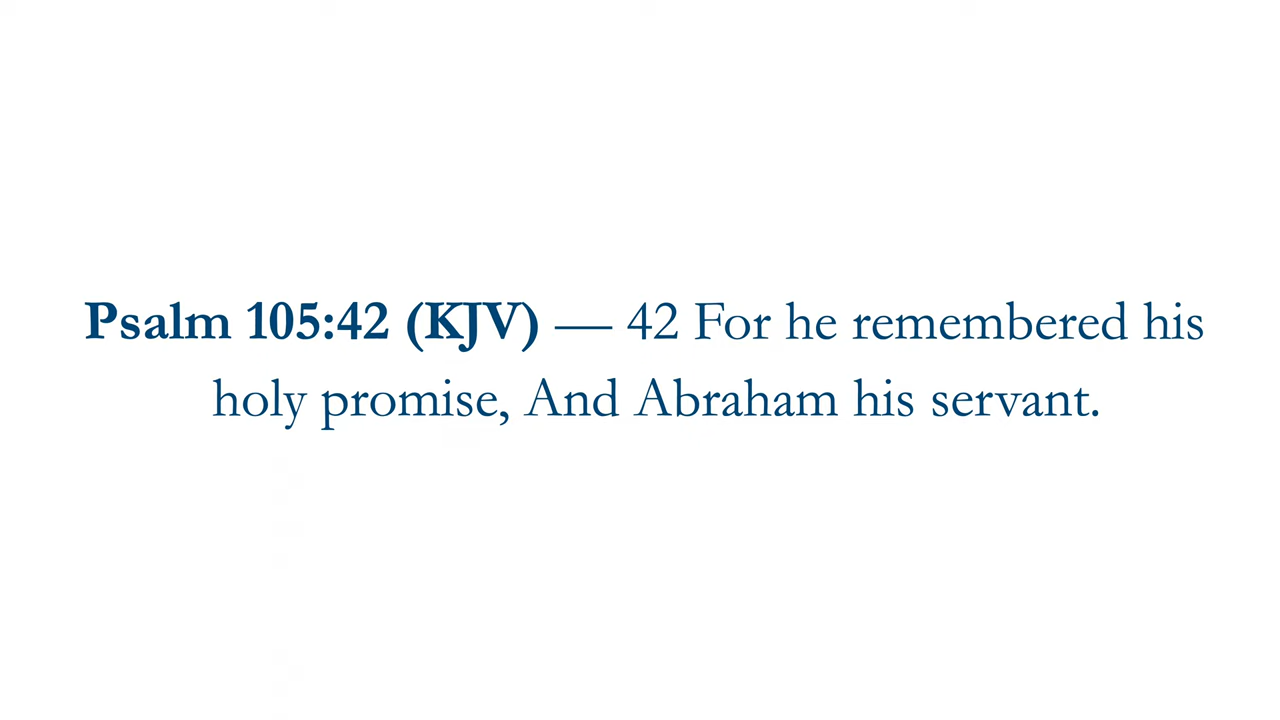 Psalm 105:42 (KJV) — 42 For he remembered his
holy promise, And Abraham his servant.